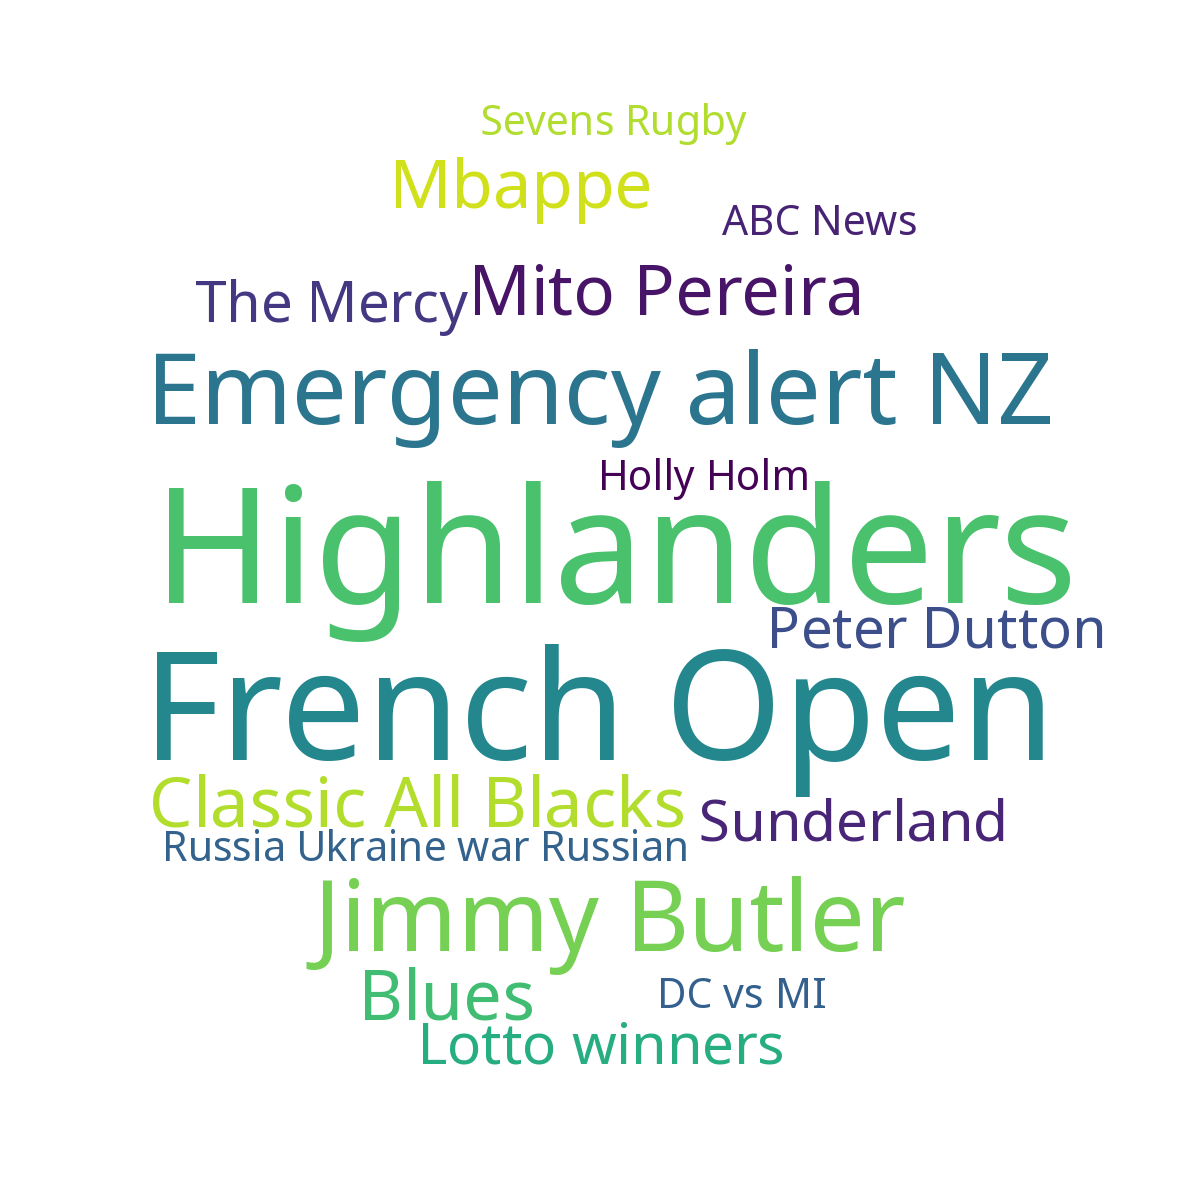 Sevens Rugby
Mbappe
ABC News
The Mercy
Mito Pereira
Emergency alert NZ
Holly Holm
Highlanders
Peter Dutton
French Open
Classic All Blacks
Sunderland
Russia Ukraine war Russian
Jimmy Butler
Blues
DC vs MI
Lotto winners